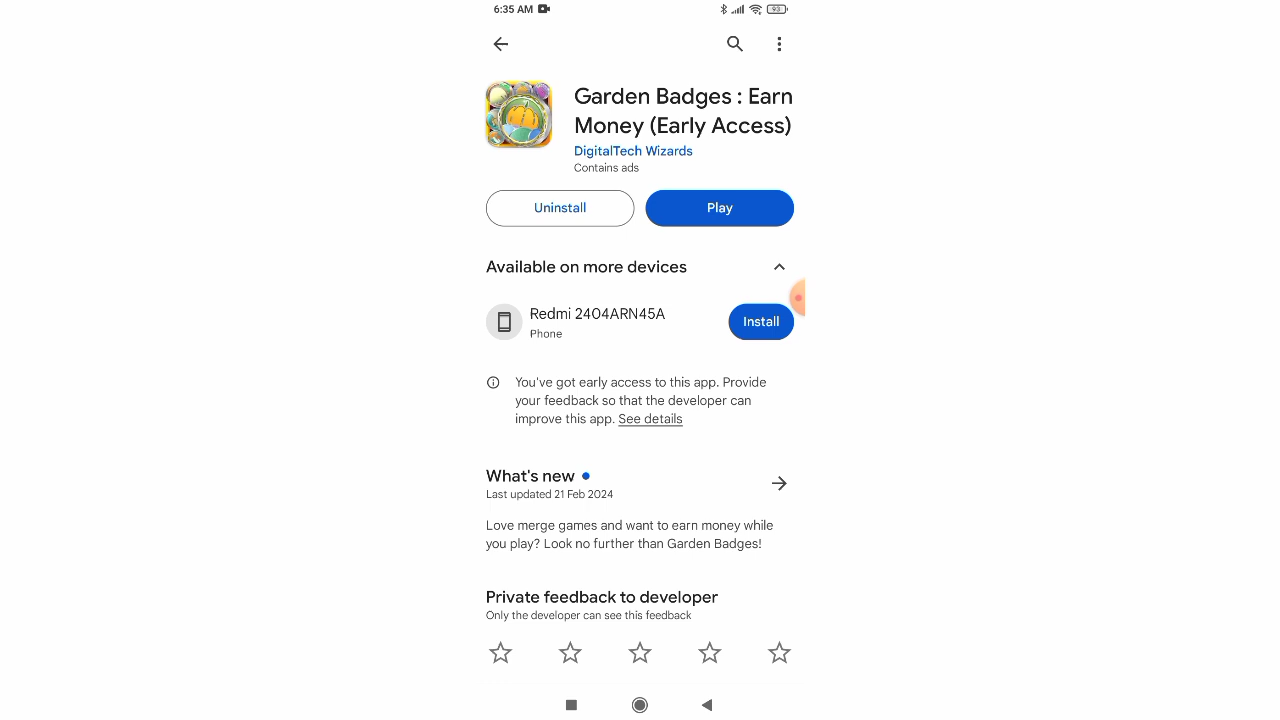 6:35 AM
93
Garden Badges : Earn
Money (Early Access)
DigitalTech Wizards
Contains ads
Uninstall
Play
Available on more devices
Redmi 2404ARN45A
Phone
Install
You've got early access to this app. Provide
your feedback so that the developer can
improve this app. See details
What's new
Last updated 21 Feb 2024
Love merge games and want to earn money while
you play? Look no further than Garden Badges!
Private feedback to developer
Only the developer can see this feedback